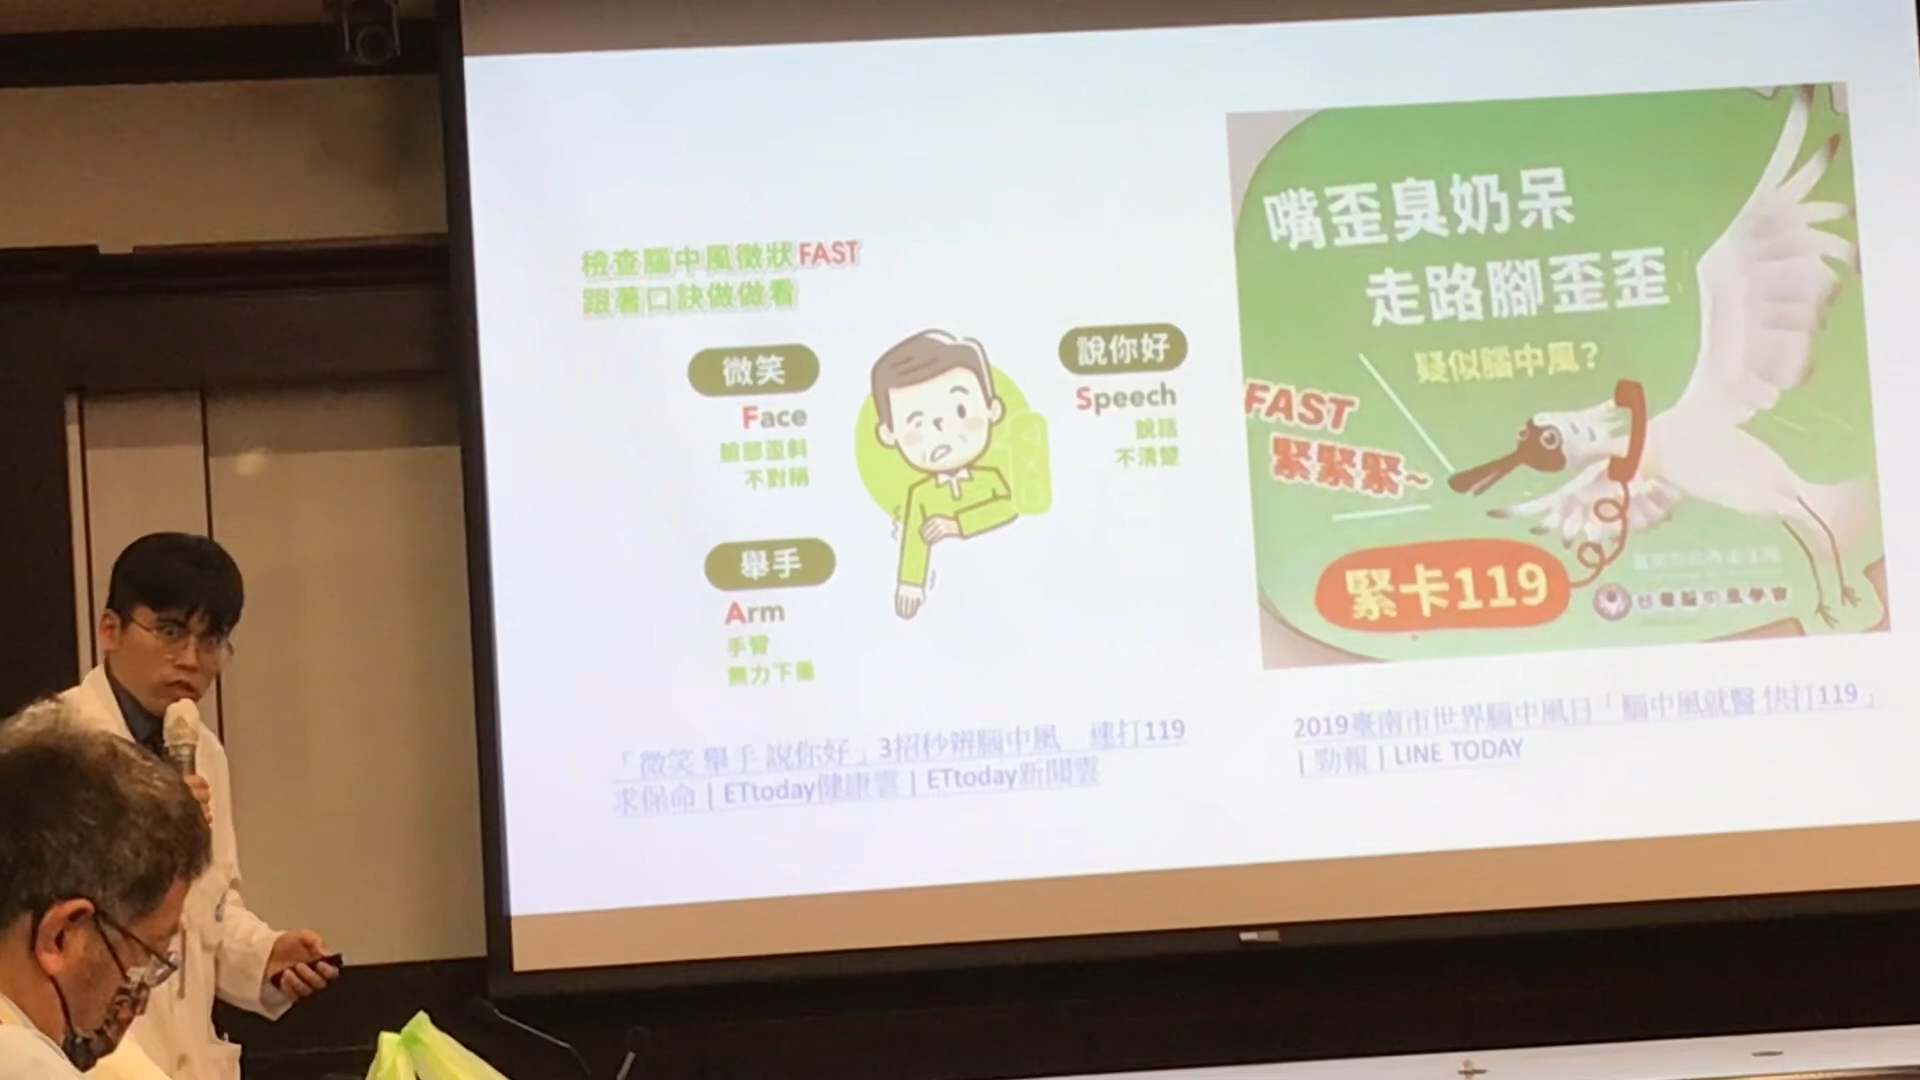 檢查腦中風徵狀FAST
跟著口訣做做看
微笑
Face
臉部歪斜
不對稱
舉手
Arm
手臂
無力下垂
說你好
Speech
說話
不清楚
「微笑 舉手 說你好」3招秒辨腦中風 速打119
求保命 | ETtoday健康雲 | ETtoday新聞雲
嘴歪臭奶呆
走路腳歪歪
疑似腦中風?
FAST
緊緊緊~
緊卡119
台灣腦中風學會
2019臺南市世界腦中風日「腦中風就醫 快打119」
| 勁報 | LINE TODAY